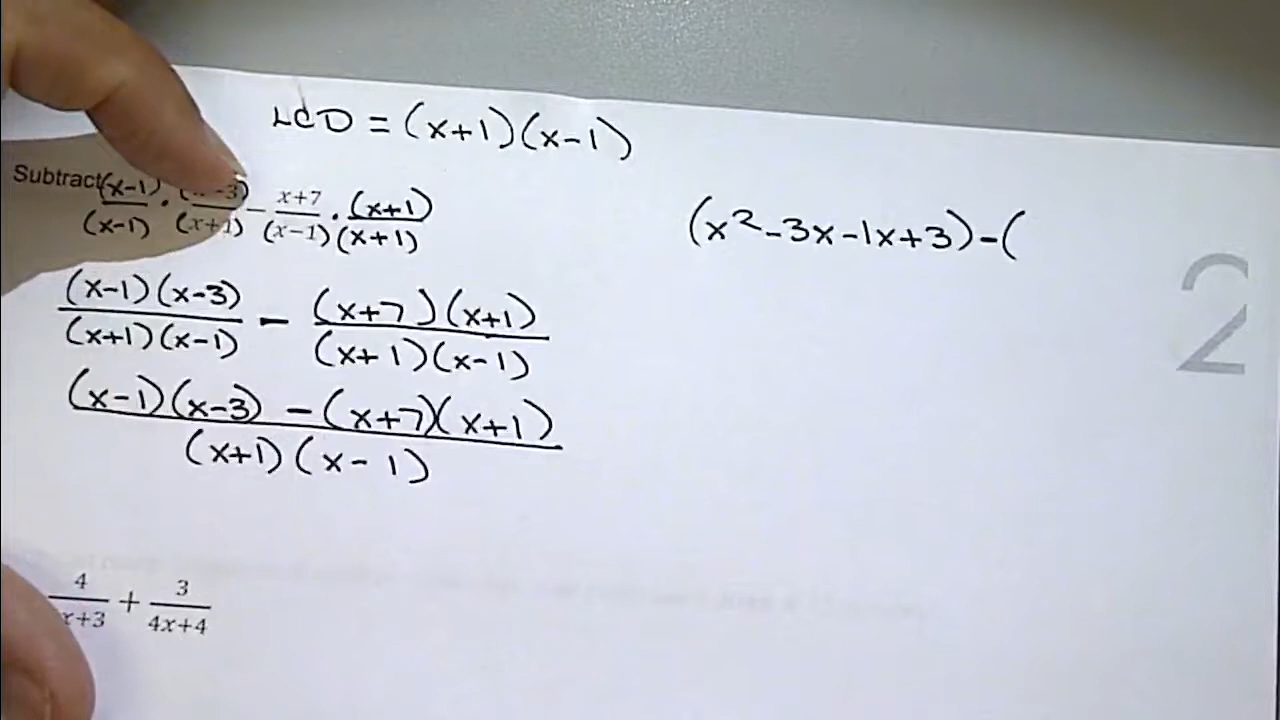 LCD = (x+1)(x-1)
Subtract
(x-1)/(x-1) · (x-3)/(x+1) - (x+7)/(x-1) · (x+1)/(x+1)
(x²-3x-1x+3)-(
(x-1)(x-3)/(x+1)(x-1) - (x+7)(x+1)/(x+1)(x-1)
(x-1)(x-3) - (x+7)(x+1)/(x+1)(x-1)
4/x+3 + 3/4x+4
2